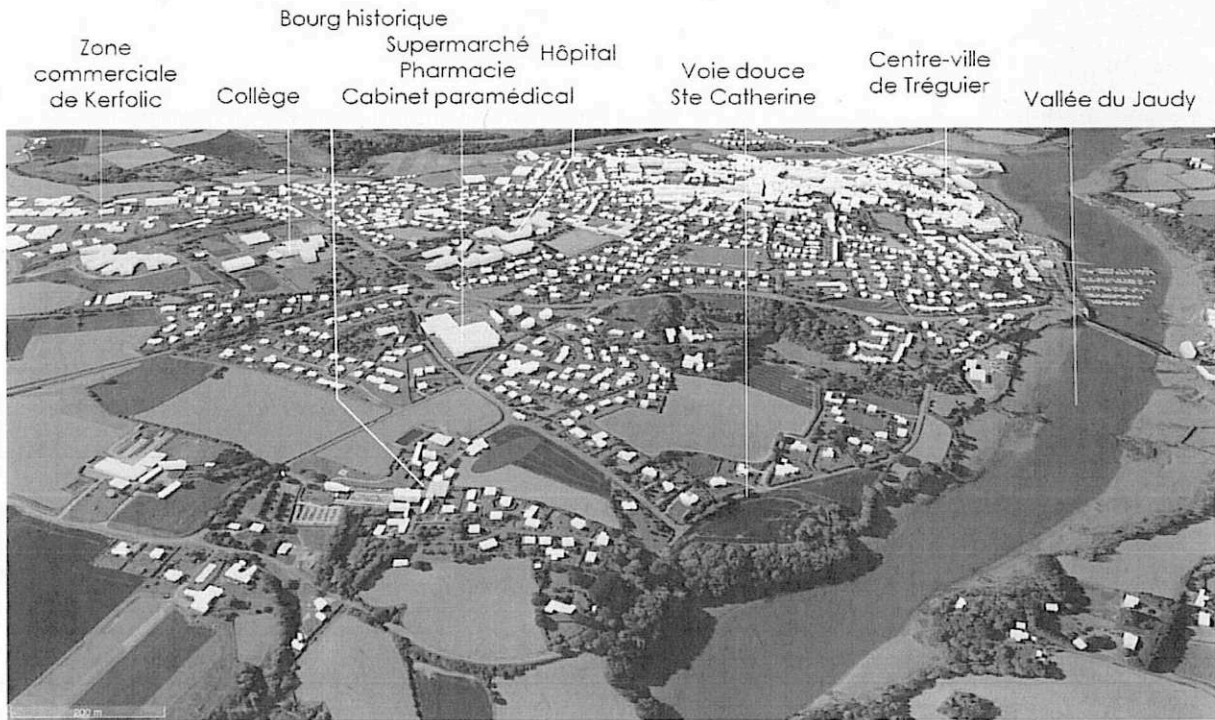 Bourg historique
Zone
commerciale
de Kerfolic
Collège
Supermarché
Pharmacie
Cabinet paramédical
Hôpital
Voie douce
Ste Catherine
Centre-ville
de Tréguier
Vallée du Jaudy
200 m